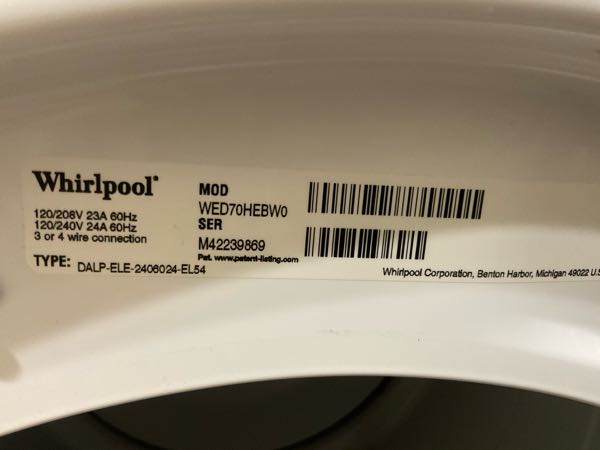 Whirlpool
120/208V 23A 60Hz
120/240V 24A 60Hz
3 or 4 wire connection
TYPE: DALP-ELE-2406024-EL54
MOD
WED70HEBW0
SER
M42239869
Pat. www.patent-listing.com
Whirlpool Corporation, Benton Harbor, Michigan 49022 U.S